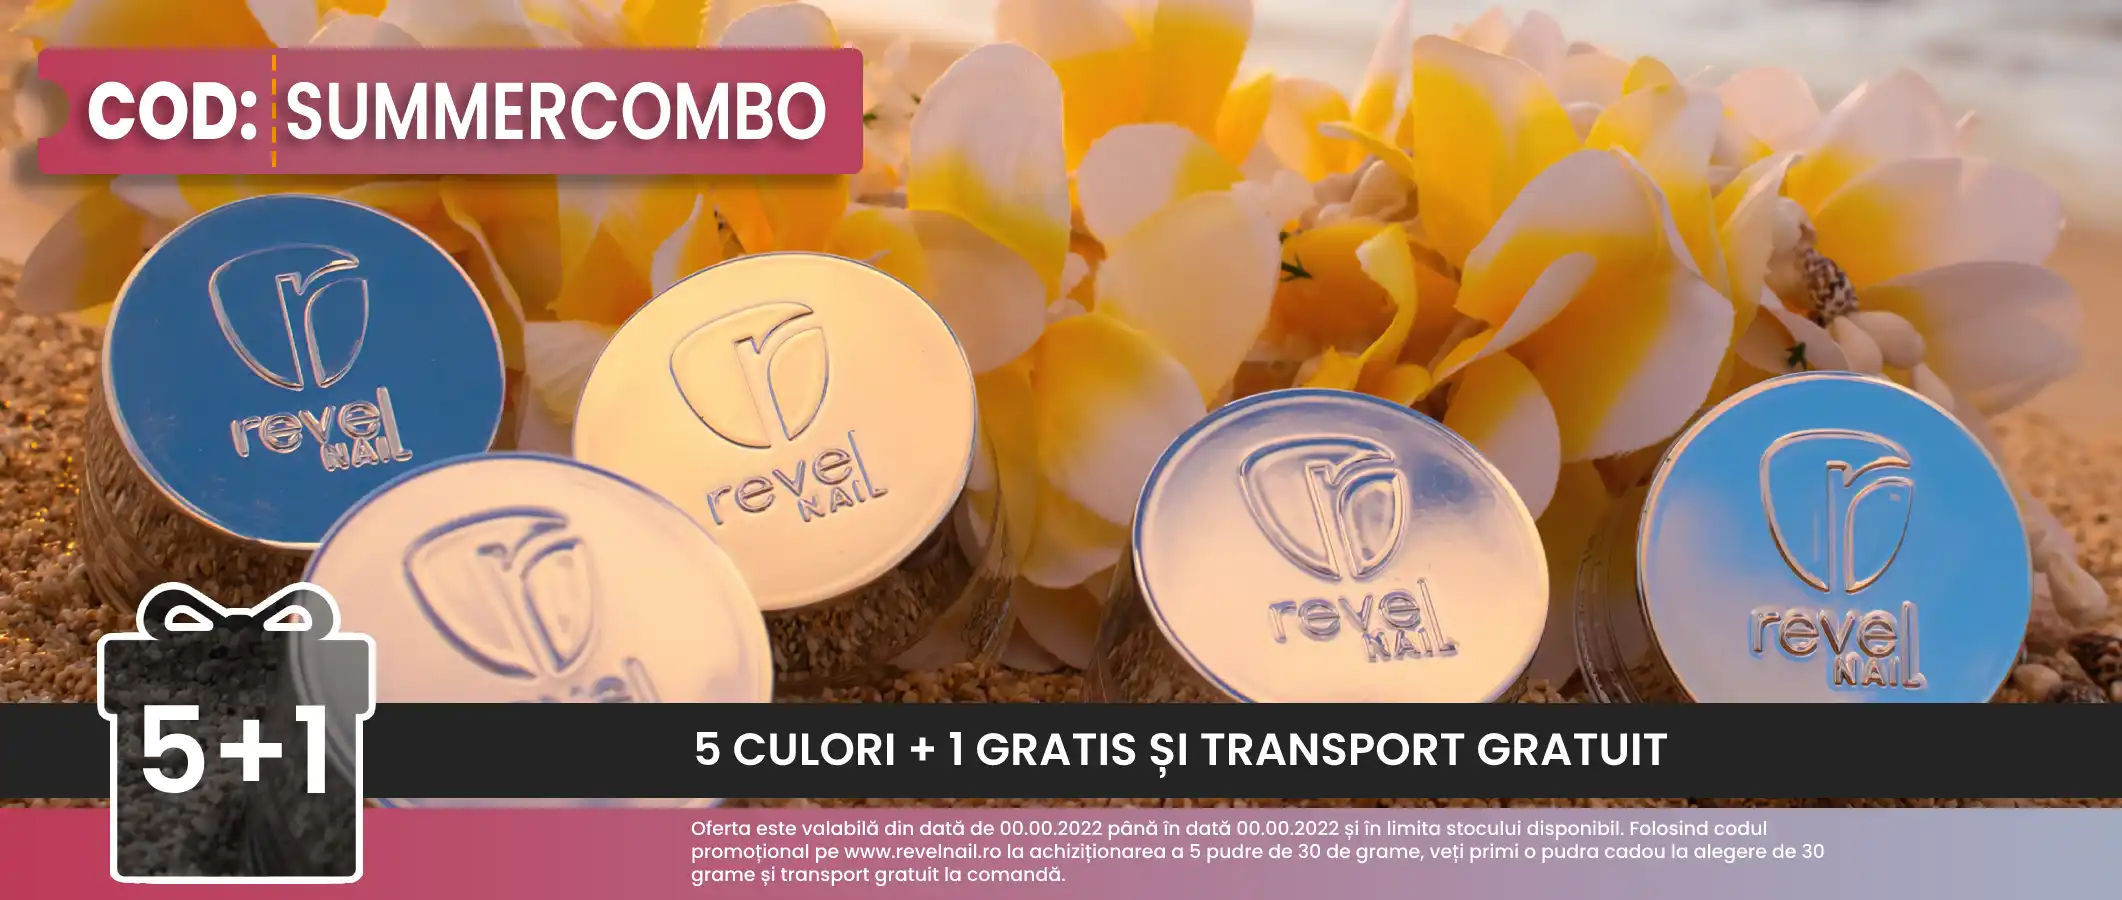 COD: SUMMERCOMBO
revel
NAIL
revel
NAIL
revel
NAIL
revel
NAIL
5+1
5 CULORI + 1 GRATIS ȘI TRANSPORT GRATUIT
Oferta este valabilă din dată de 00.00.2022 până în dată 00.00.2022 și în limita stocului disponibil. Folosind codul
promoțional pe www.revelnail.ro la achiziționarea a 5 pudre de 30 de grame, veți primi o pudra cadou la alegere de 30
grame și transport gratuit la comandă.